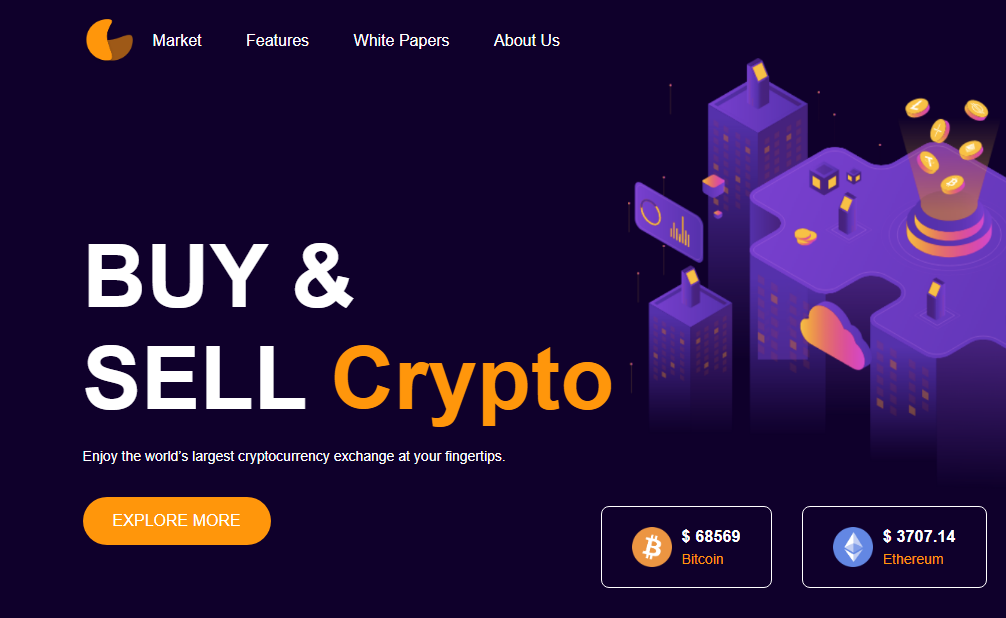 Market Features White Papers About Us
BUY &
SELL Crypto
Enjoy the world’s largest cryptocurrency exchange at your fingertips.
EXPLORE MORE
$ 68569
Bitcoin
$ 3707.14
Ethereum